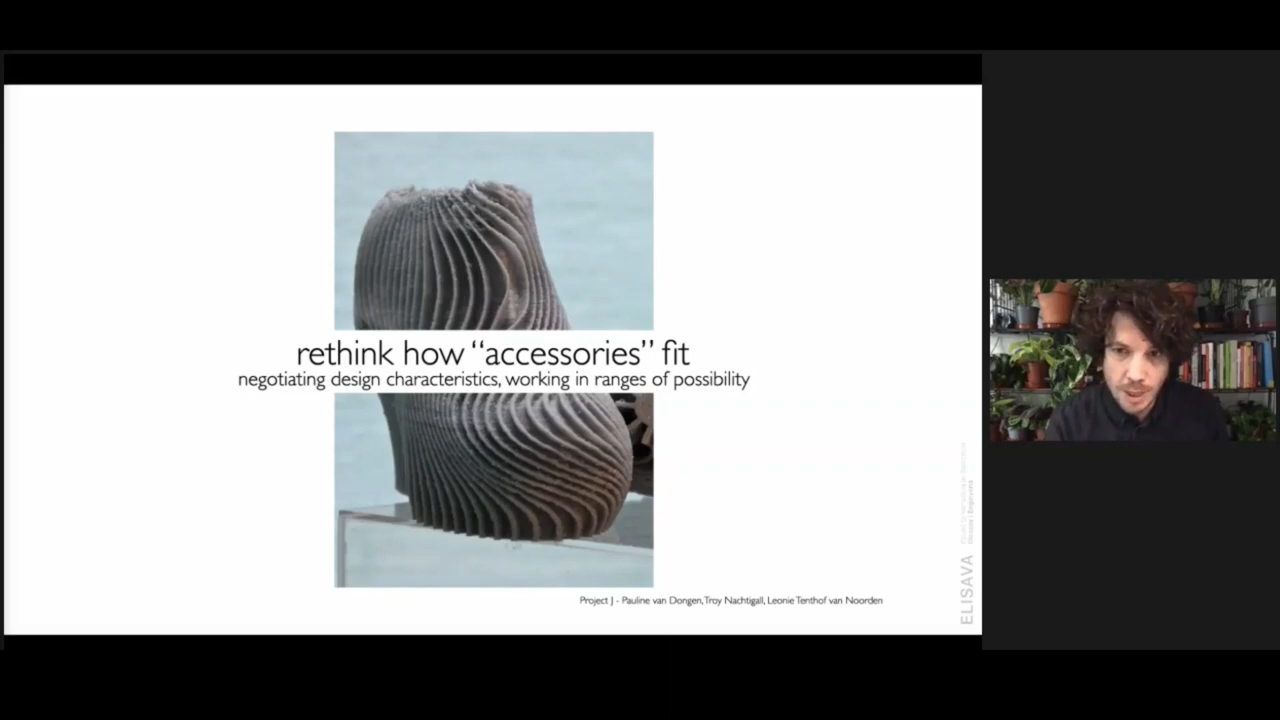 rethink how “accessories” fit
negotiating design characteristics, working in ranges of possibility
Project J - Pauline van Dongen, Troy Nachtigall, Leonie Tenthof van Noorden
ELISAVA